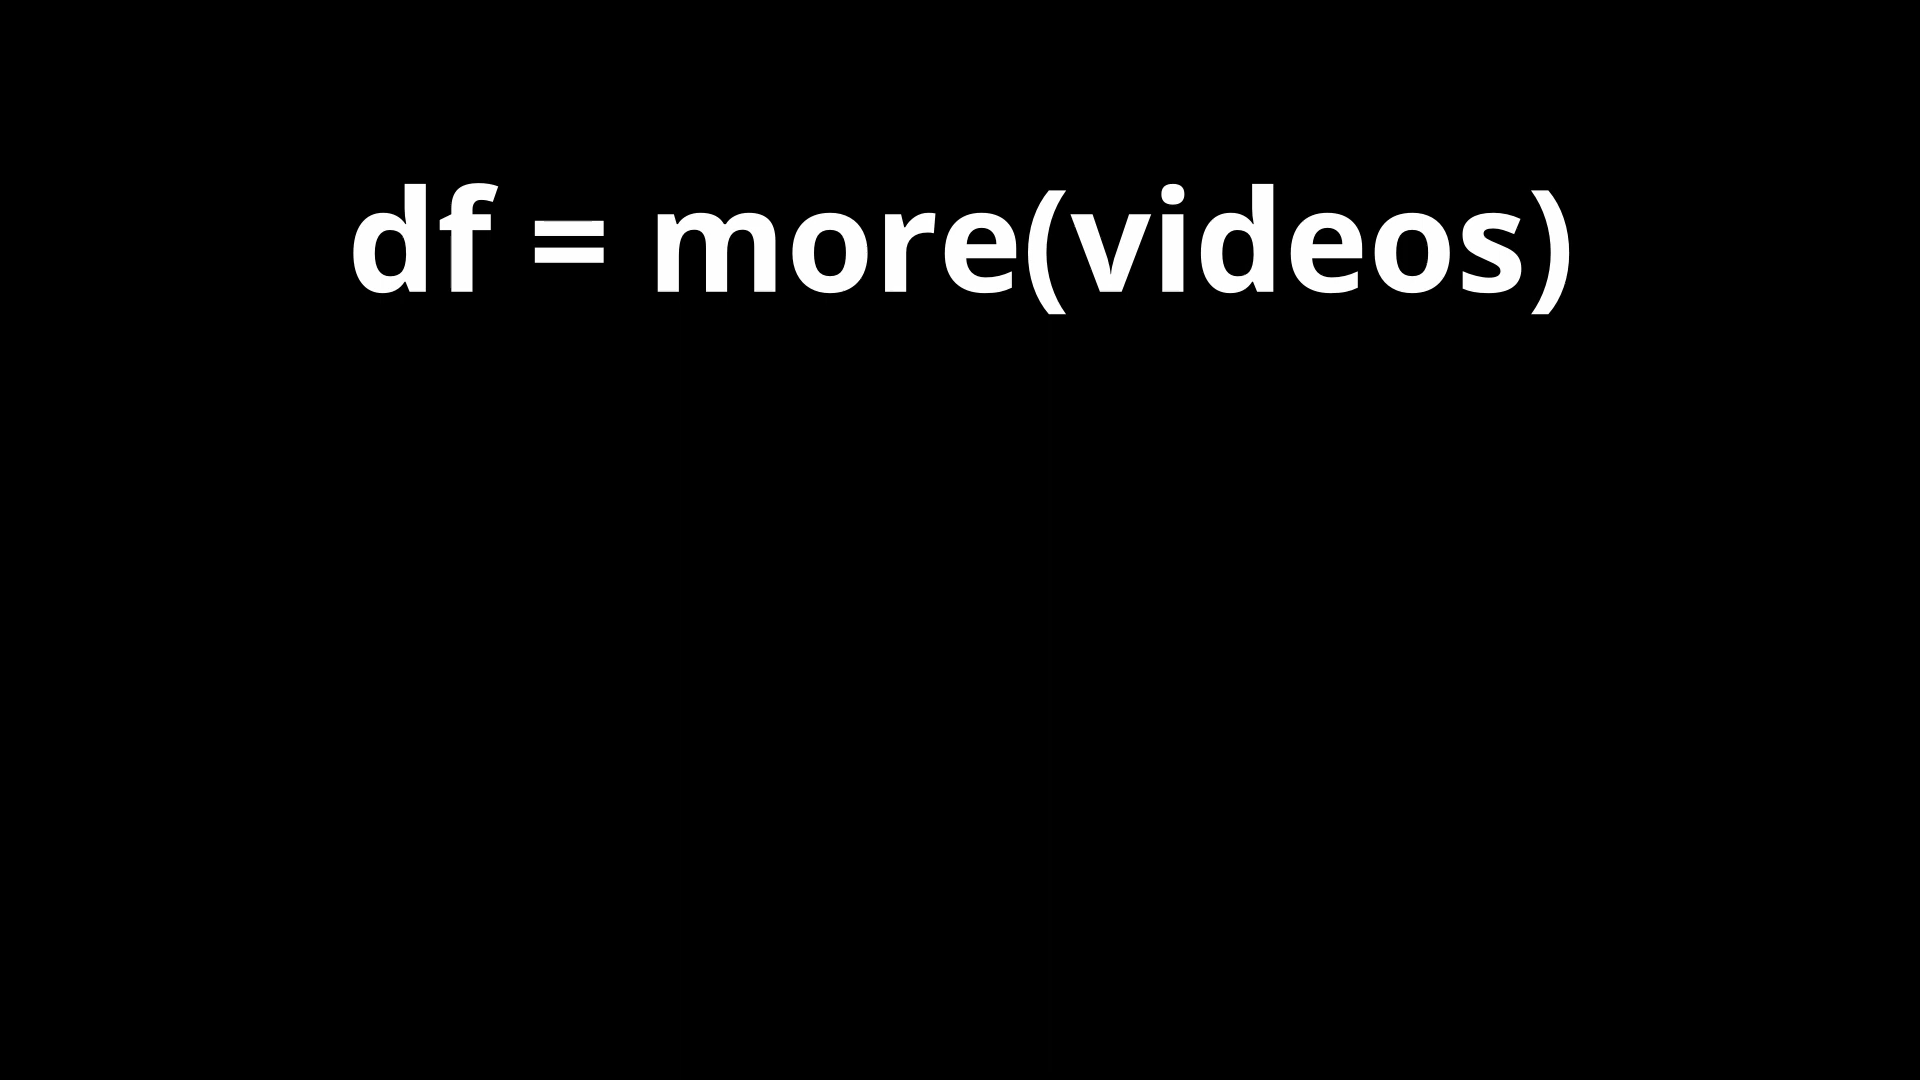 df = more(videos)